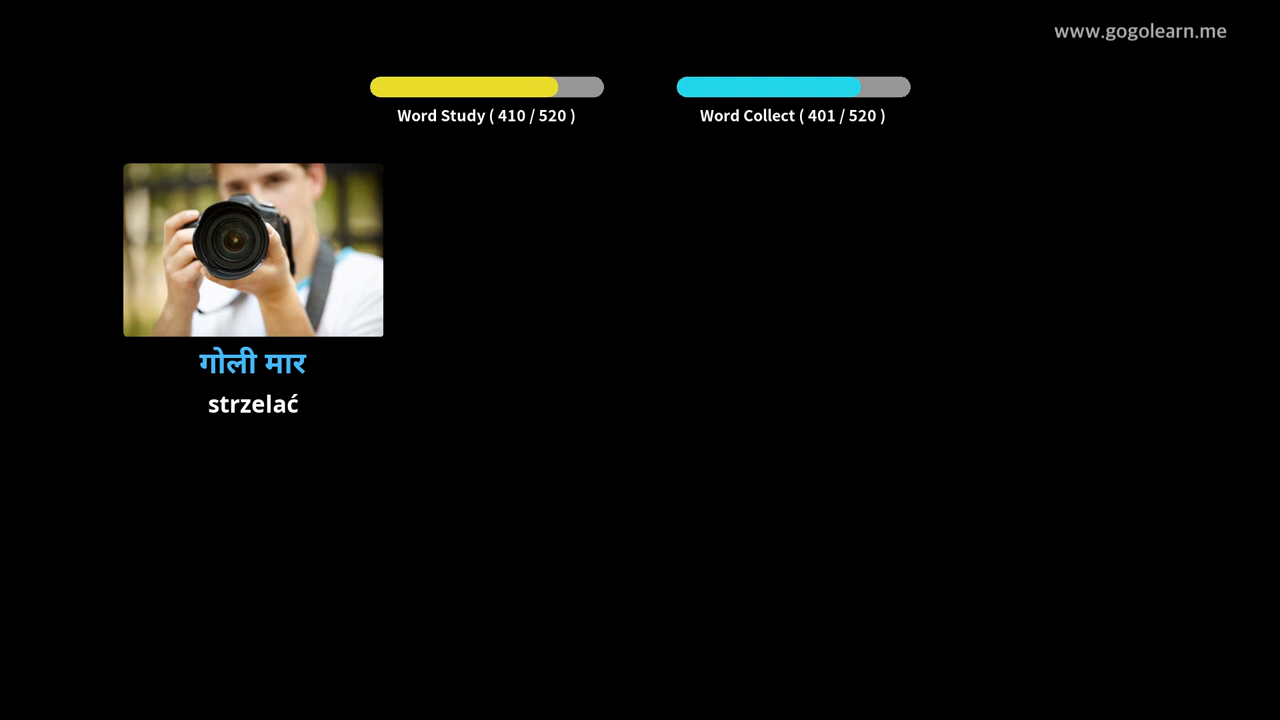 www.gogolearn.me
Word Study ( 410 / 520 )
Word Collect ( 401 / 520 )
गोली मार
strzelać